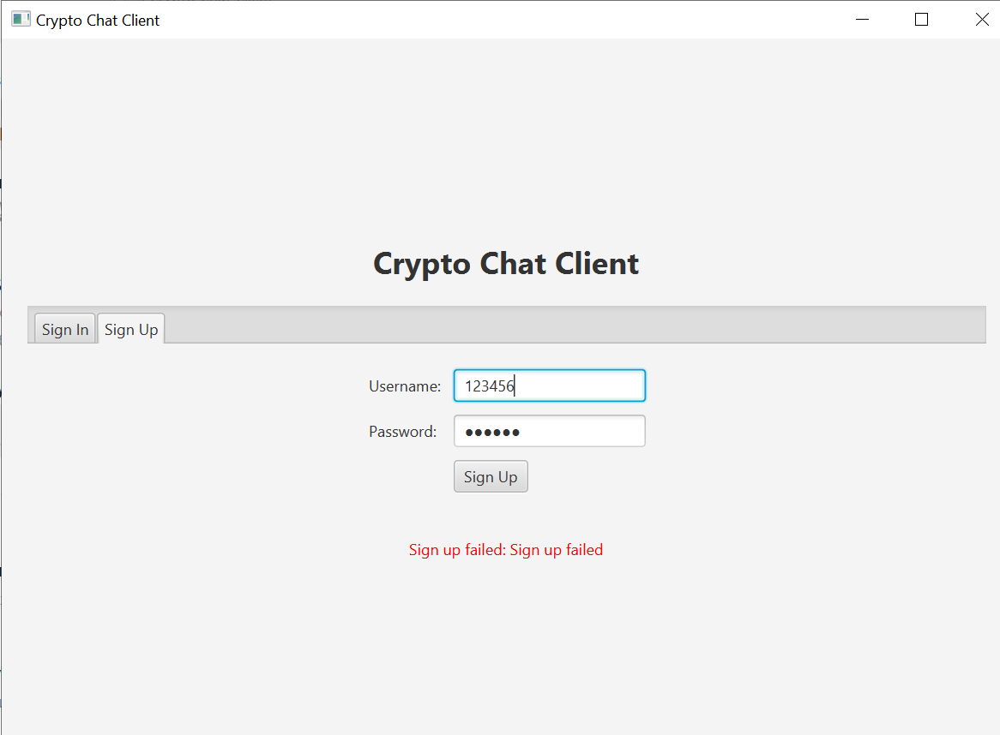 Crypto Chat Client
Crypto Chat Client
Sign In
Sign Up
Username:
123456
Password:
●●●●●●
Sign Up
Sign up failed: Sign up failed